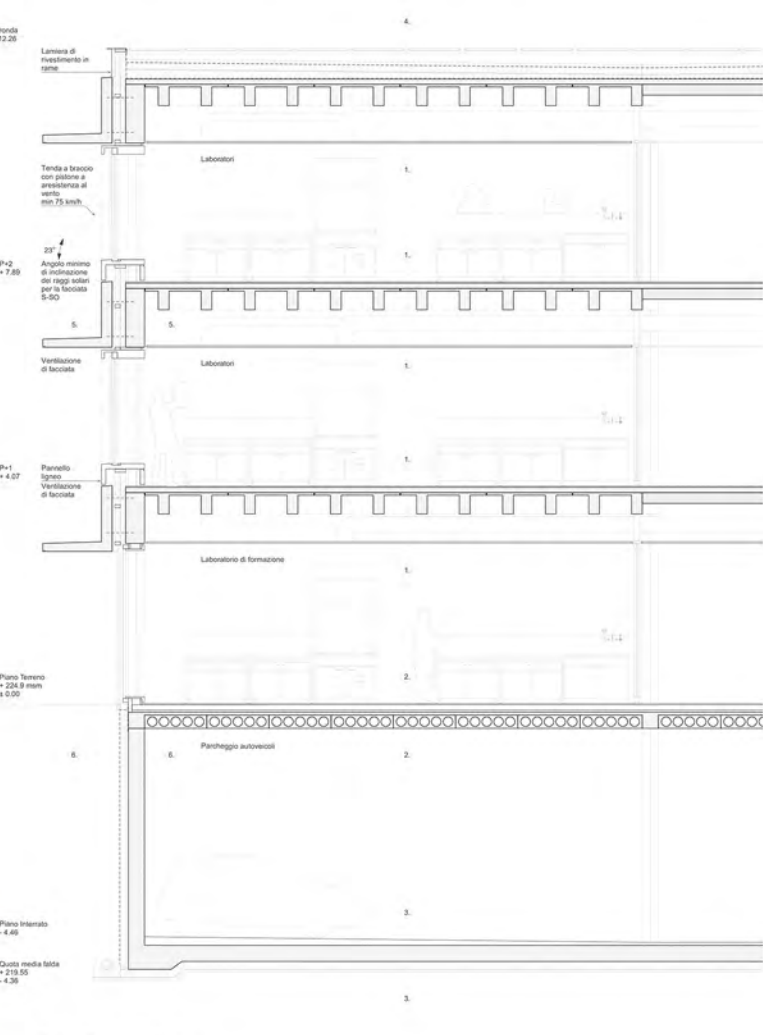 4.
ronda
12.26
Lamiera di
rivestimento in
rame
Laboratori
1.
Tenda a braccio
con pistone a
aresistenza al
vento
min 75 km/h
23°
P+2
+ 7.89
Angolo minimo
di inclinazione
dei raggi solari
per la facciata
S-SO
1.
5.
5.
Ventilazione
di facciata
Laboratori
1.
1.
P+1
+ 4.07
Pannello
ligneo
Ventilazione
di facciata
Laboratorio di formazione
1.
Piano Terreno
+ 224.9 msm
± 0.00
2.
6.
6.
Parcheggio autoveicoli
2.
3.
Piano Interrato
- 4.46
Quota media falda
+ 219.55
- 4.36
3.